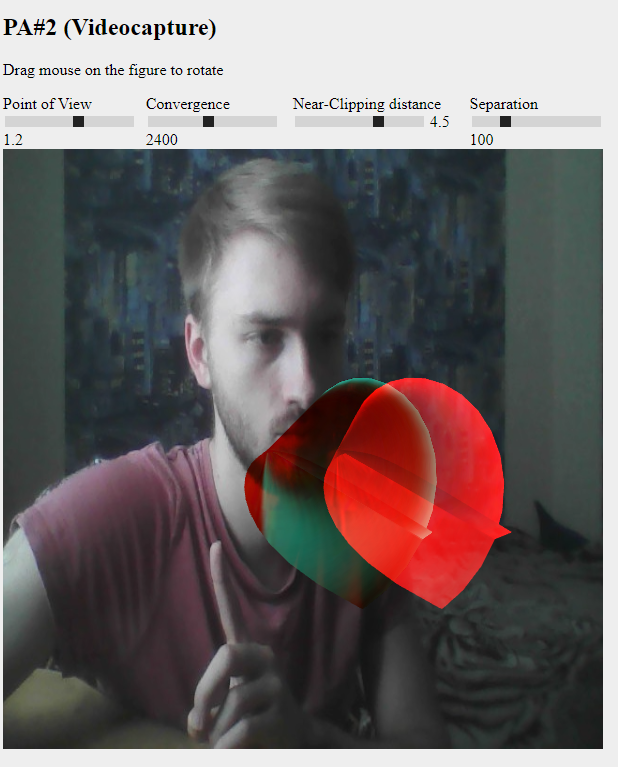 PA#2 (Videocapture)
Drag mouse on the figure to rotate
Point of View Convergence Near-Clipping distance Separation
4.5
1.2 2400 100